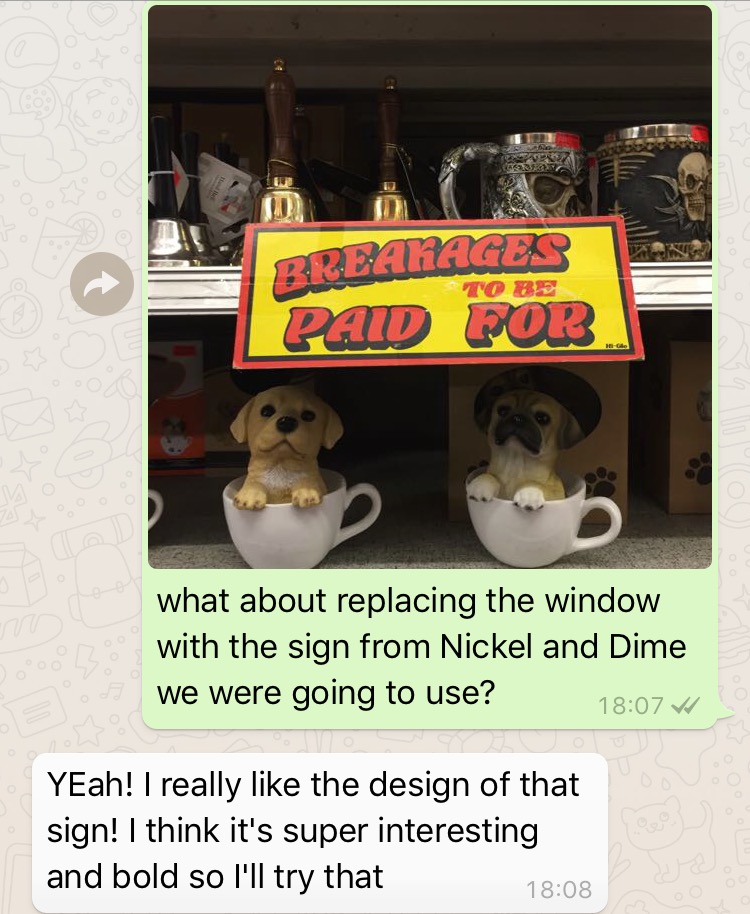 BREAKAGES
TO BE
PAID FOR
Hi-Glo
what about replacing the window
with the sign from Nickel and Dime
we were going to use?
18:07
YEah! I really like the design of that
sign! I think it's super interesting
and bold so I'll try that
18:08